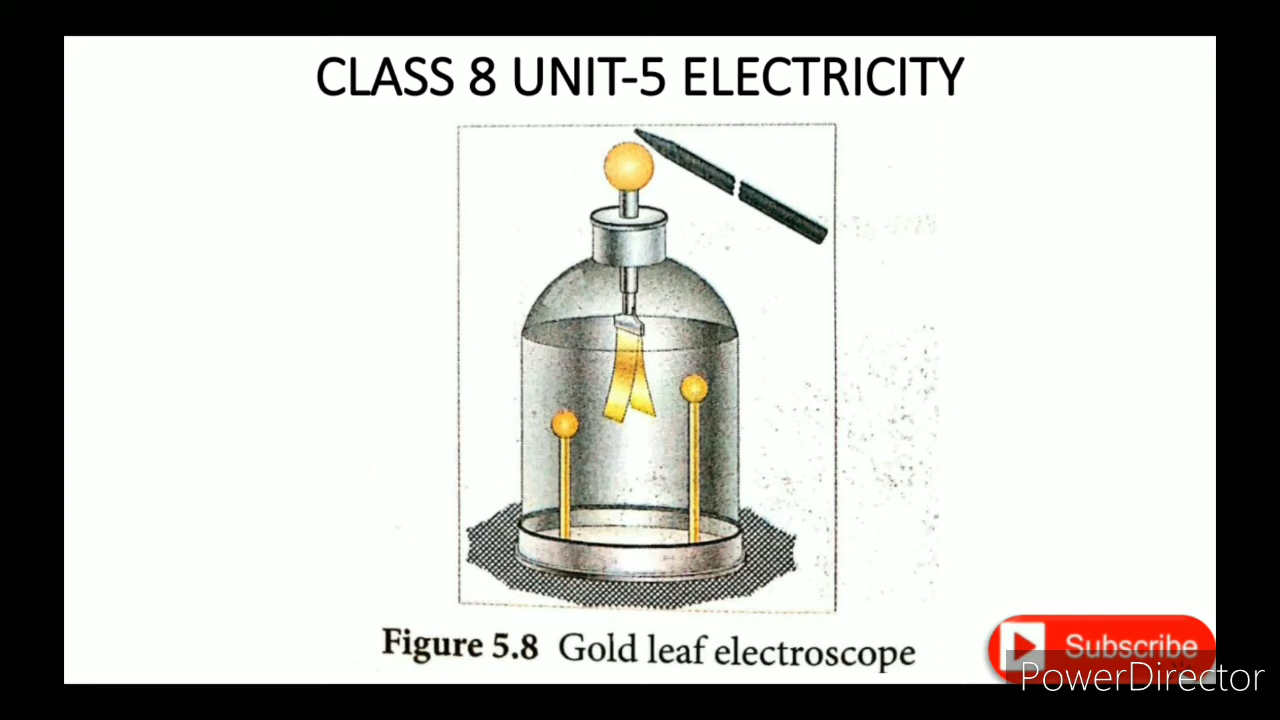 CLASS 8 UNIT-5 ELECTRICITY
Figure 5.8 Gold leaf electroscope
Subscribe
PowerDirector